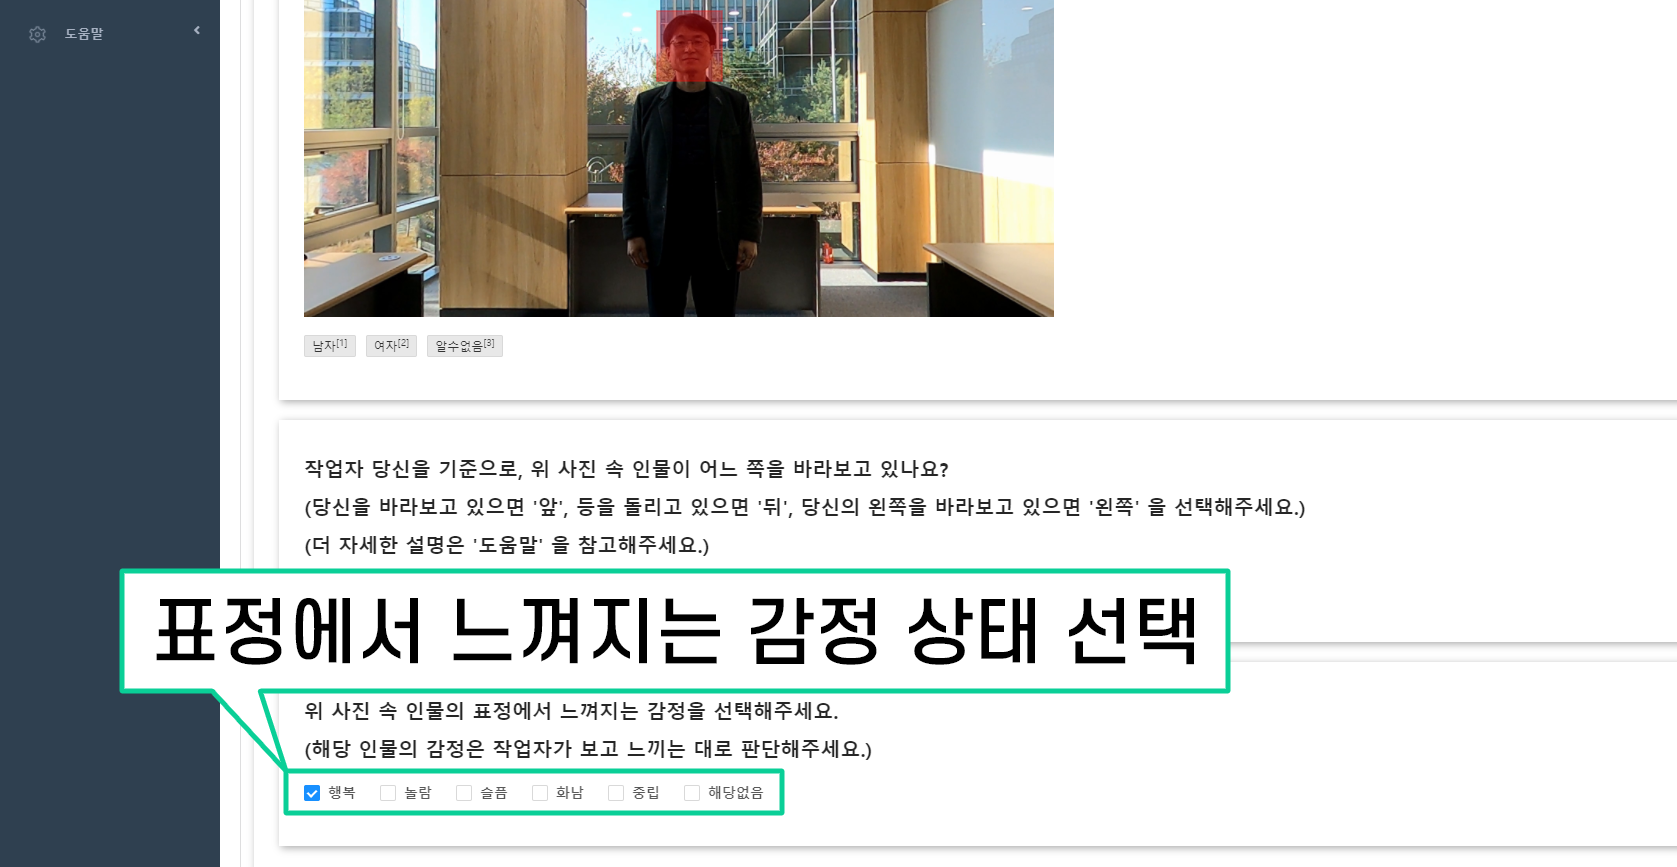 도움말
남자[1] 여자[2] 알수없음[3]
작업자 당신을 기준으로, 위 사진 속 인물이 어느 쪽을 바라보고 있나요?
(당신을 바라보고 있으면 '앞', 등을 돌리고 있으면 '뒤', 당신의 왼쪽을 바라보고 있으면 '왼쪽' 을 선택해주세요.)
(더 자세한 설명은 '도움말' 을 참고해주세요.)
표정에서 느껴지는 감정 상태 선택
위 사진 속 인물의 표정에서 느껴지는 감정을 선택해주세요.
(해당 인물의 감정은 작업자가 보고 느끼는 대로 판단해주세요.)
행복 놀람 슬픔 화남 중립 해당없음